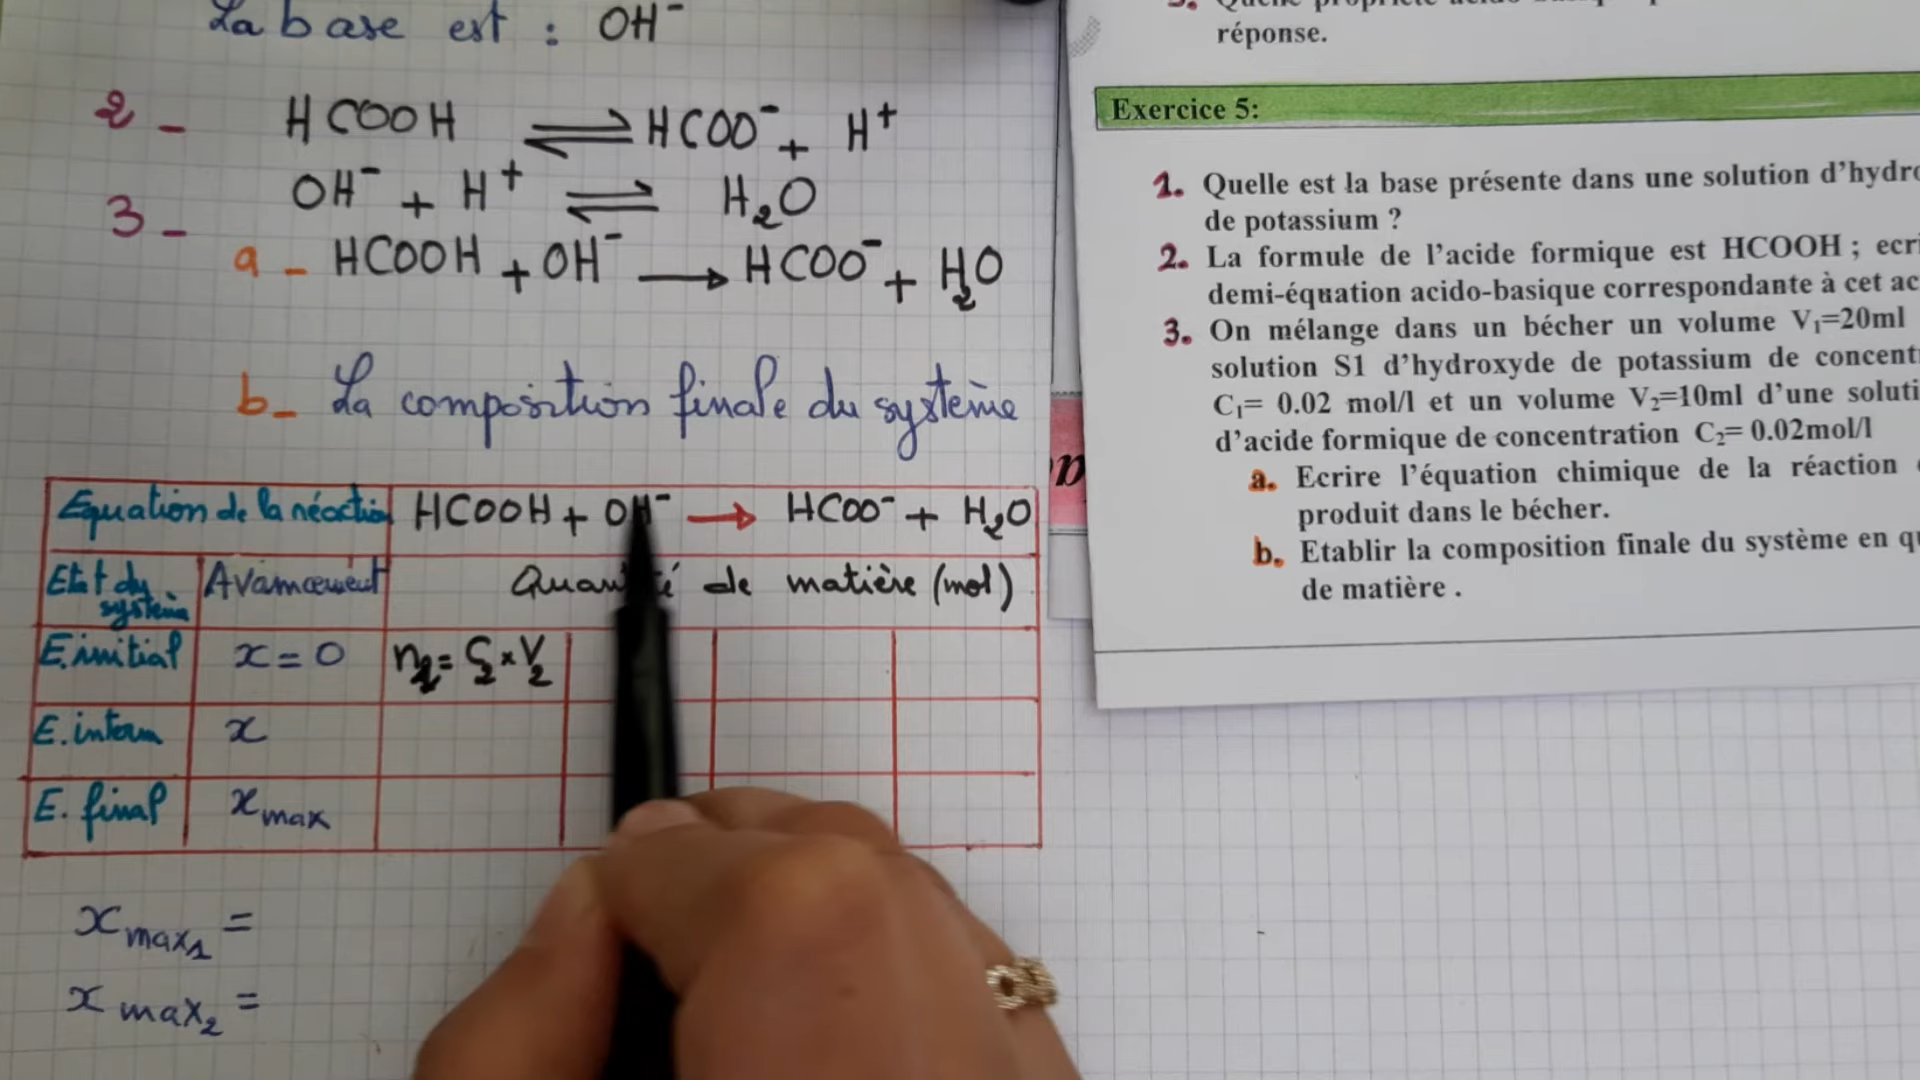 La base est : OH⁻
2 - HCOOH ⇌ HCOO⁻ + H⁺
3 - OH⁻ + H⁺ ⇌ H₂O
a - HCOOH + OH⁻ → HCOO⁻ + H₂O
b - La composition finale du système
Equation de la réaction HCOOH + OH⁻ → HCOO⁻ + H₂O
Etat du système Avancement Quantité de matière (mol)
E. initial x = 0 n₂ = C₂ × V₂
E. interm x
E. final x max
x max₁ =
x max₂ =
réponse.
Exercice 5:
1. Quelle est la base présente dans une solution d'hydro
de potassium ?
2. La formule de l'acide formique est HCOOH ; ecri
demi-équation acido-basique correspondante à cet ac
3. On mélange dans un bécher un volume V₁=20ml
solution S1 d'hydroxyde de potassium de concent
C₁= 0.02 mol/l et un volume V₂=10ml d'une soluti
d'acide formique de concentration C₂= 0.02mol/l
a. Ecrire l'équation chimique de la réaction
produit dans le bécher.
b. Etablir la composition finale du système en qu
de matière .